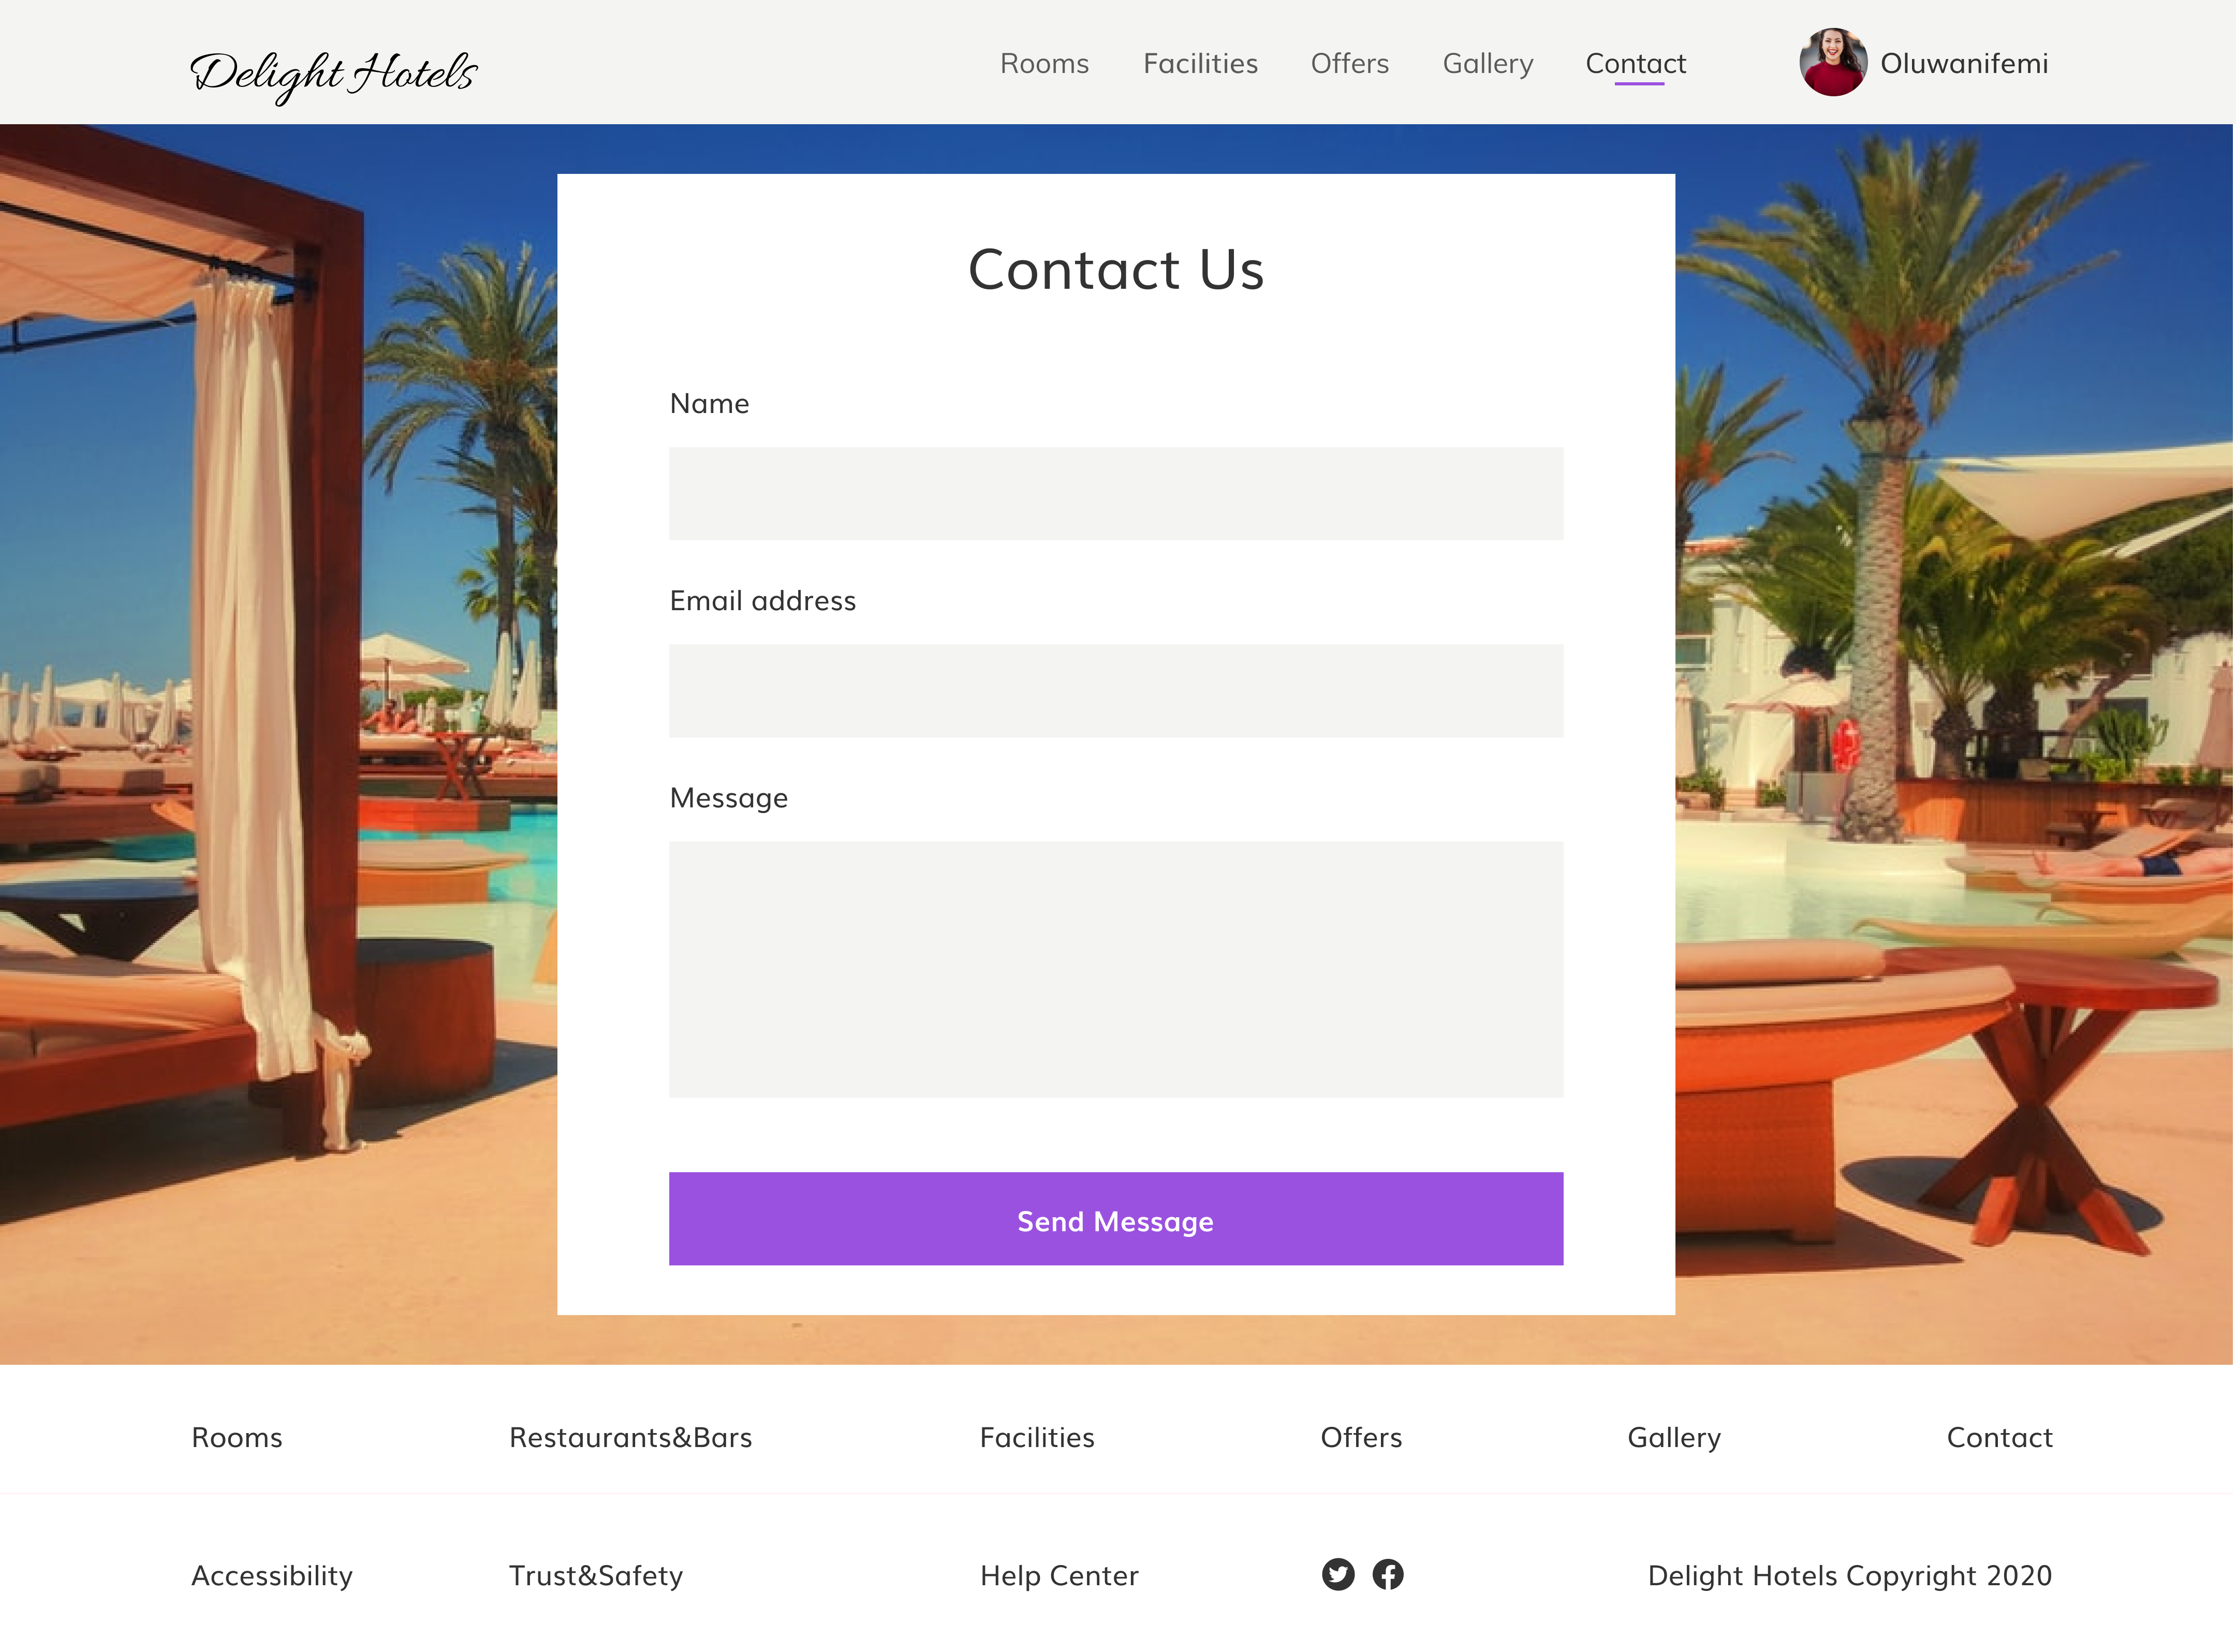 Delight Hotels
Rooms Facilities Offers Gallery Contact Oluwanifemi
Contact Us
Name
Email address
Message
Send Message
Rooms Restaurants&Bars Facilities Offers Gallery Contact
Accessibility Trust&Safety Help Center Delight Hotels Copyright 2020